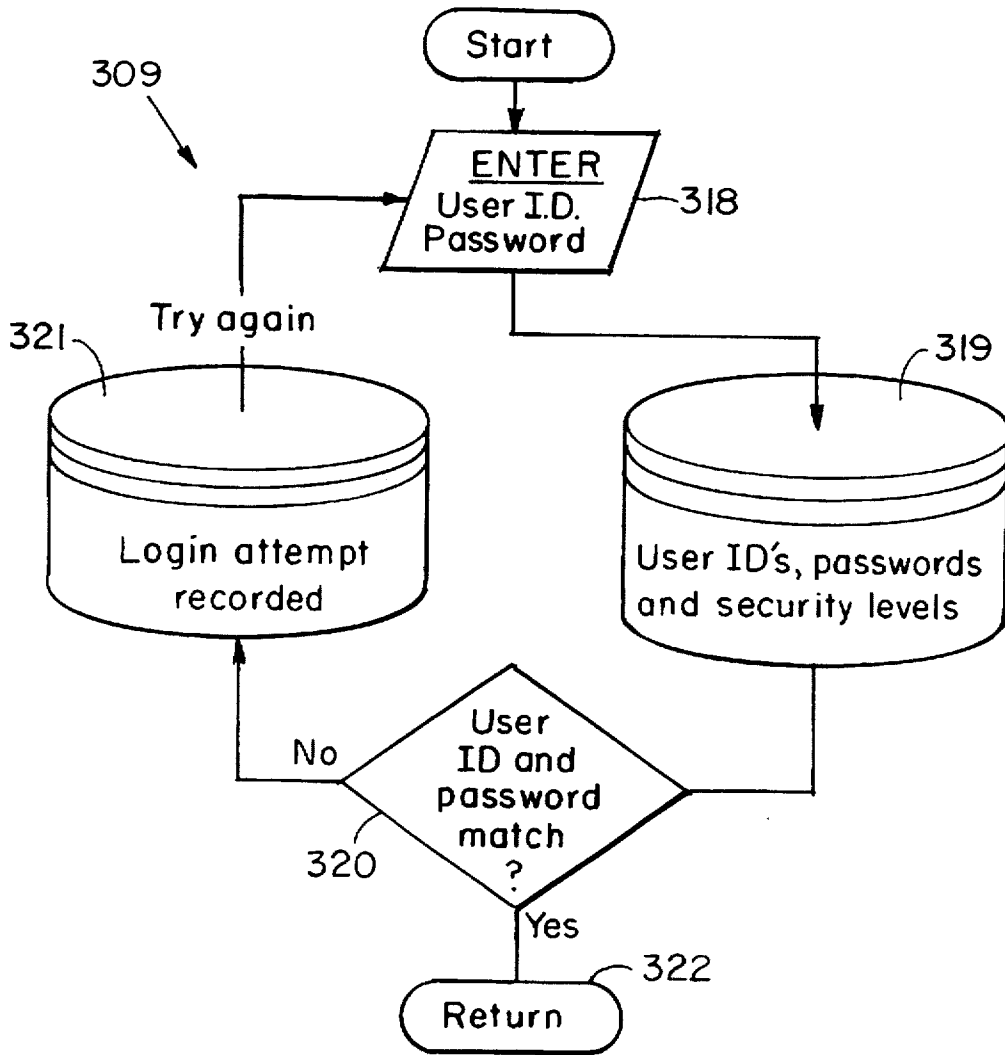 Start
309
ENTER
User I.D.
Password
318
Try again
321
319
Login attempt
recorded
User ID's, passwords
and security levels
User
ID and
password
match
?
No
320
Yes
322
Return